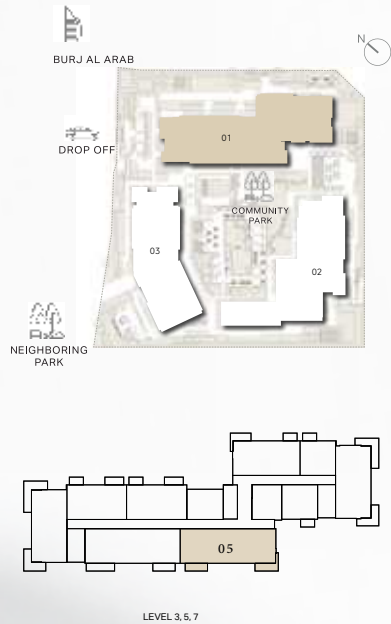 BURJ AL ARAB
N
DROP OFF
01
COMMUNITY
PARK
03
02
NEIGHBORING
PARK
05
LEVEL 3, 5, 7